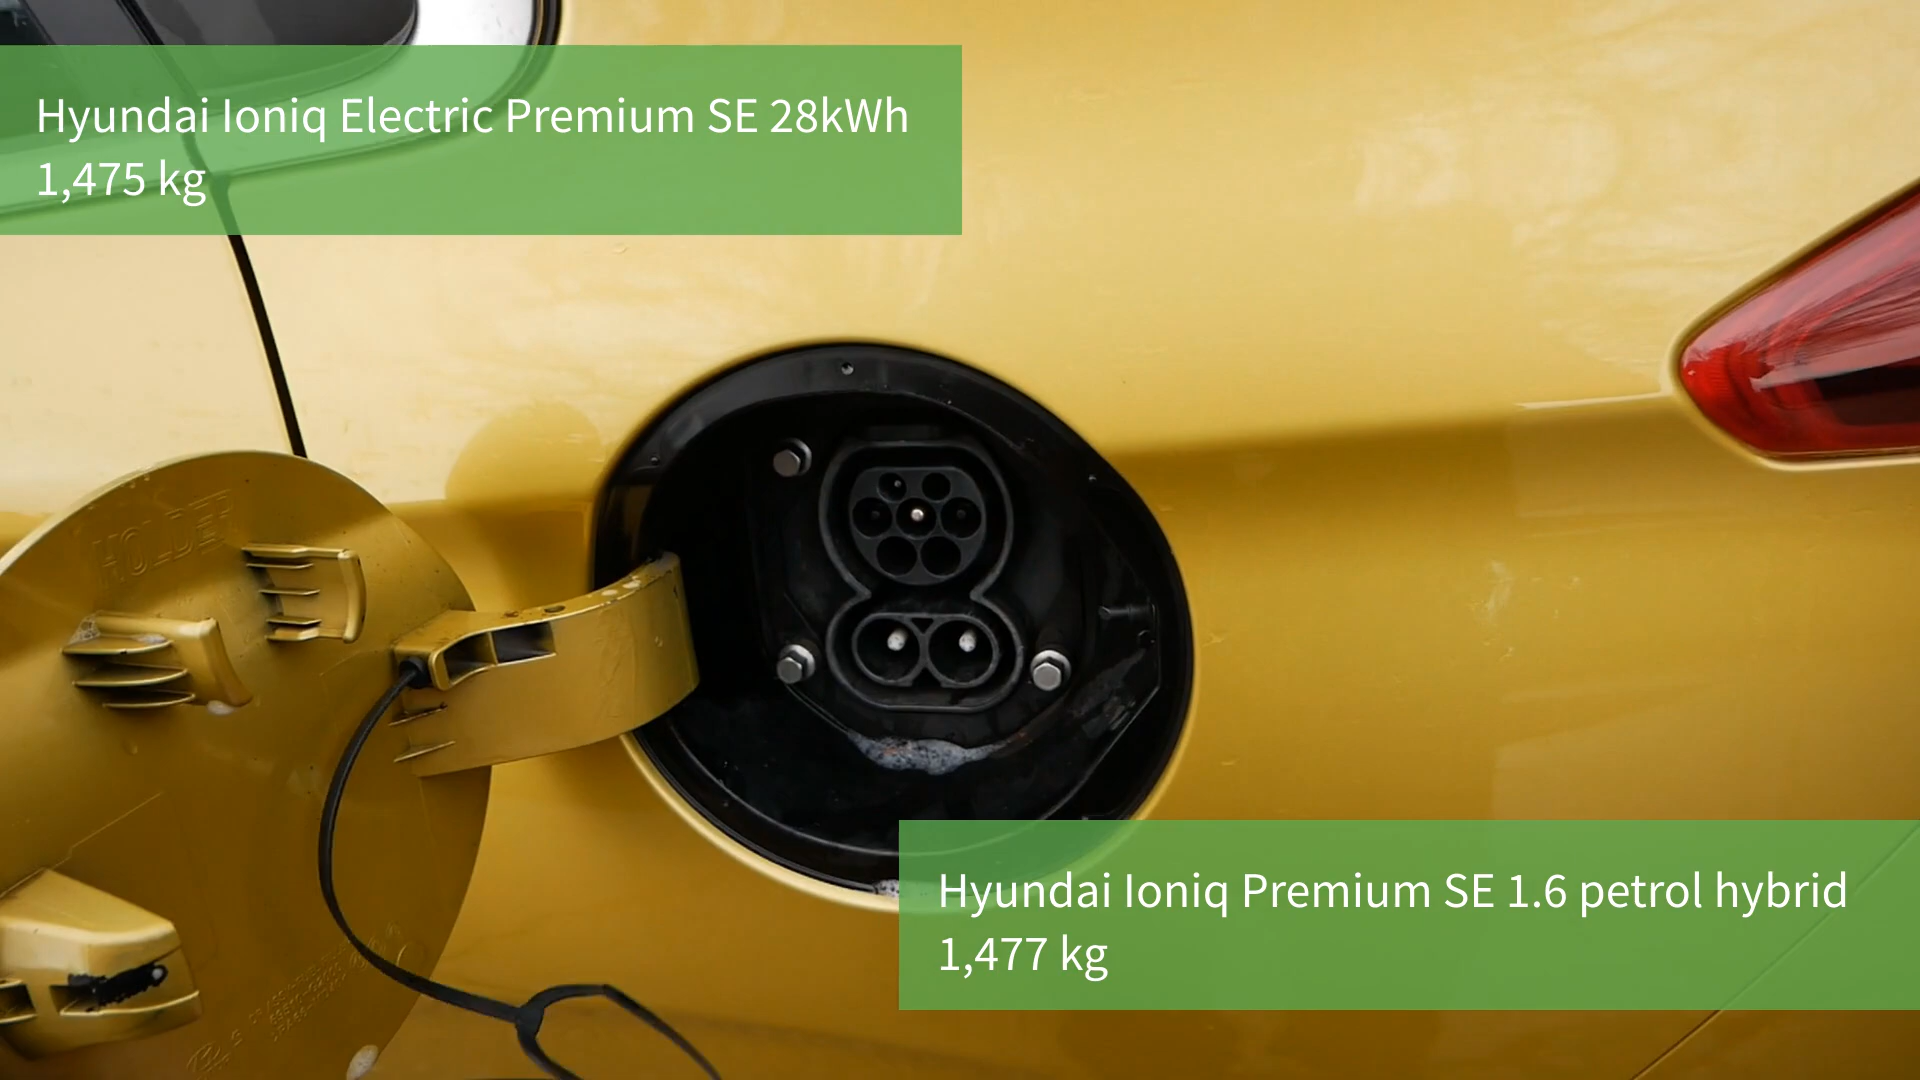 Hyundai Ioniq Electric Premium SE 28kWh
1,475 kg
HOLDER
Hyundai Ioniq Premium SE 1.6 petrol hybrid
1,477 kg